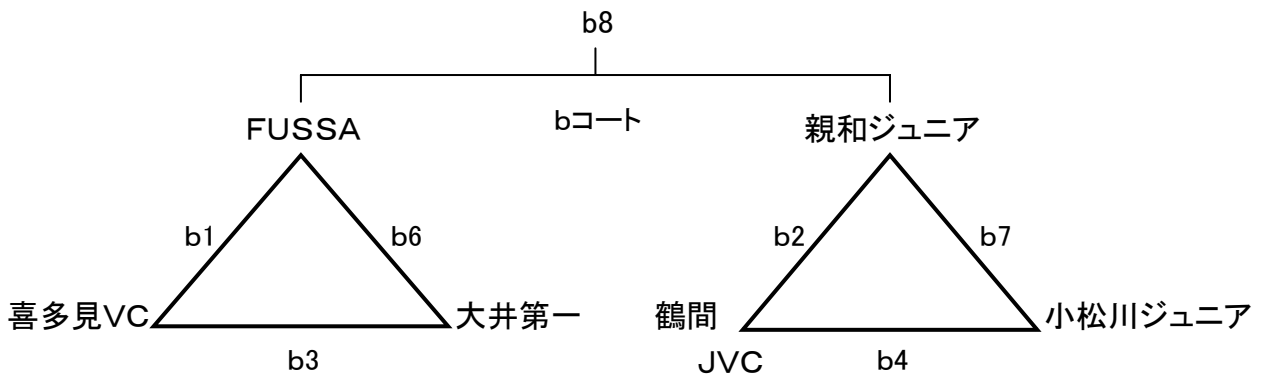 b8
bコート
FUSSA
親和ジュニア
b1
b6
b2
b7
喜多見VC
大井第一
鶴間
小松川ジュニア
b3
JVC
b4